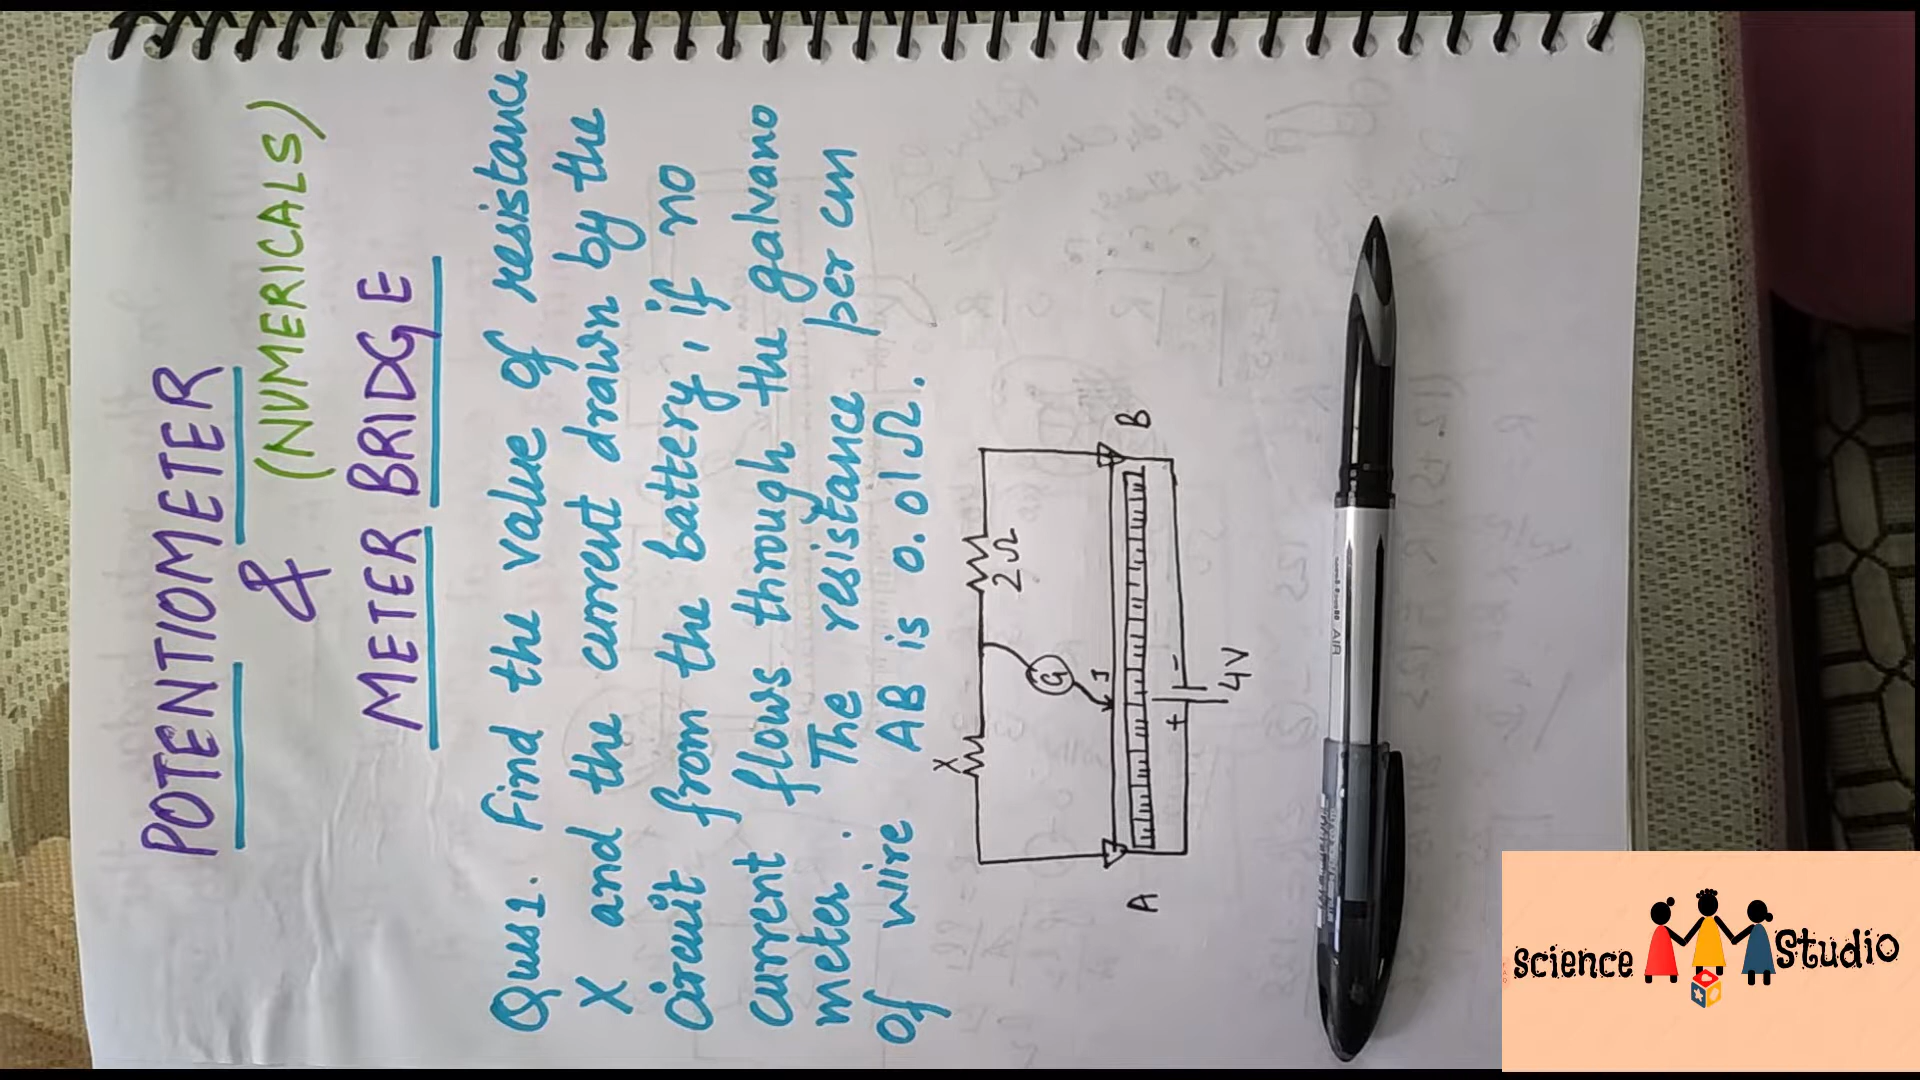 POTENTIOMETER
&
(NUMERICALS)
METER BRIDGE
Ques1. Find the value of resistance
X and the current drawn by the
circuit from the battery, if no
current flows through the galvano
meter. The resistance per cm
of wire AB is 0.01Ω.
X
2Ω
G
J
A
B
+
-
4V
AIR
Science Studio